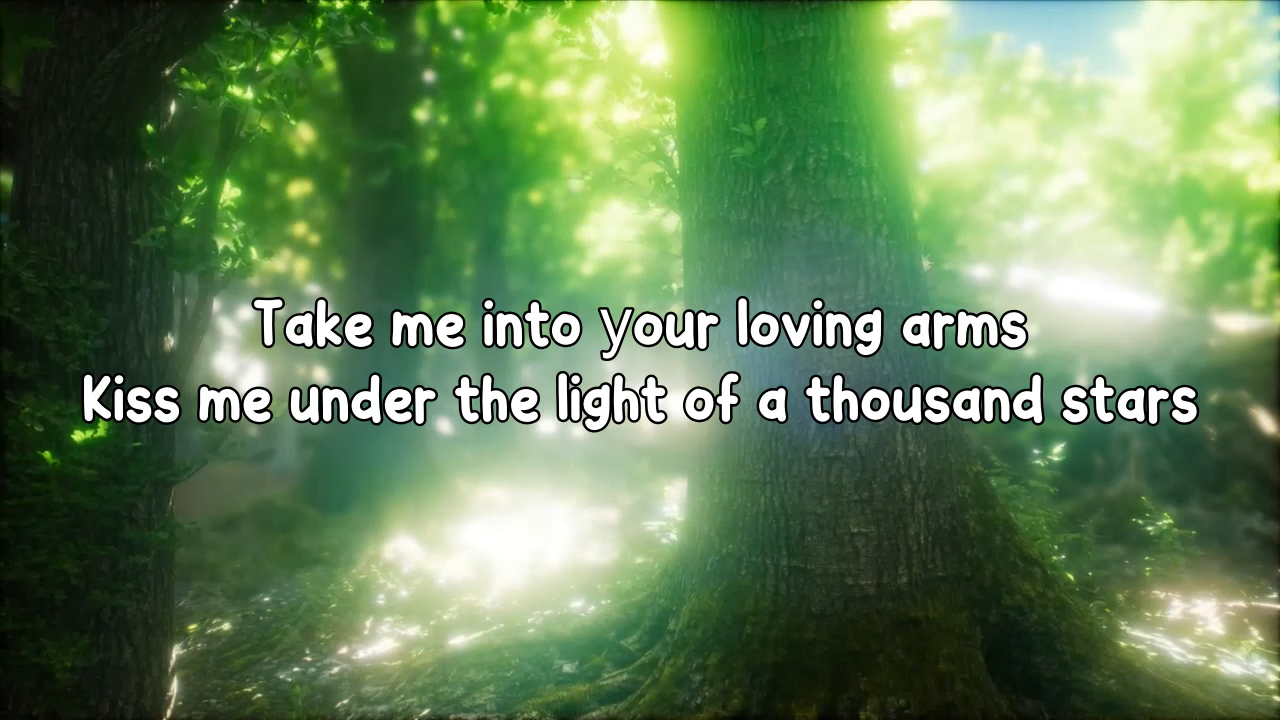 Take me into your loving arms
Kiss me under the light of a thousand stars